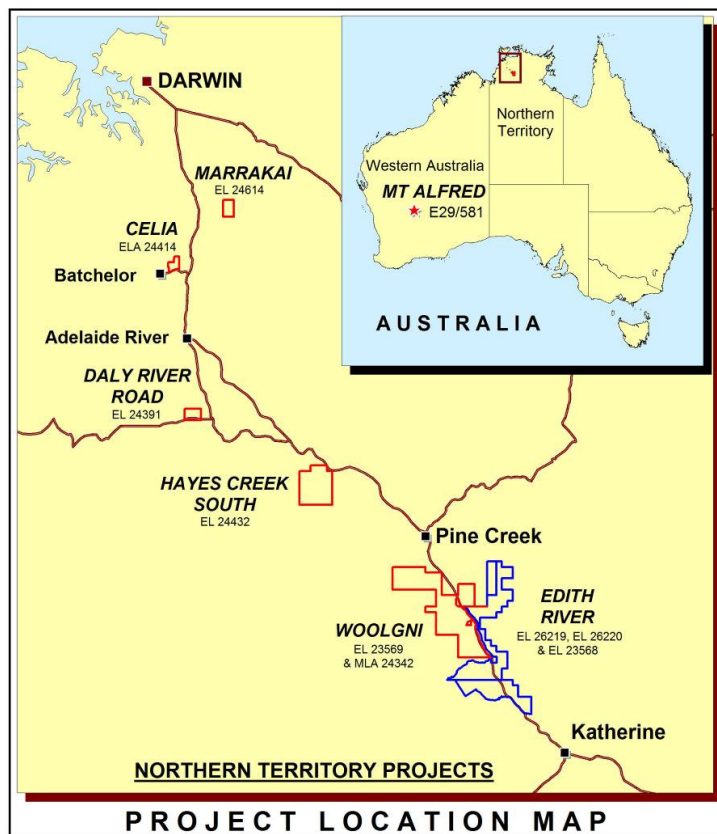 DARWIN
MARRAKAI
EL 24614
CELIA
ELA 24414
Batchelor
Adelaide River
DALY RIVER
ROAD
EL 24391
HAYES CREEK
SOUTH
EL 24432
Pine Creek
WOOLGNI
EL 23569
& MLA 24342
EDITH
RIVER
EL 26219, EL 26220
& EL 23568
Katherine
Northern
Territory
Western Australia
MT ALFRED
E29/581
AUSTRALIA
NORTHERN TERRITORY PROJECTS
PROJECT LOCATION MAP